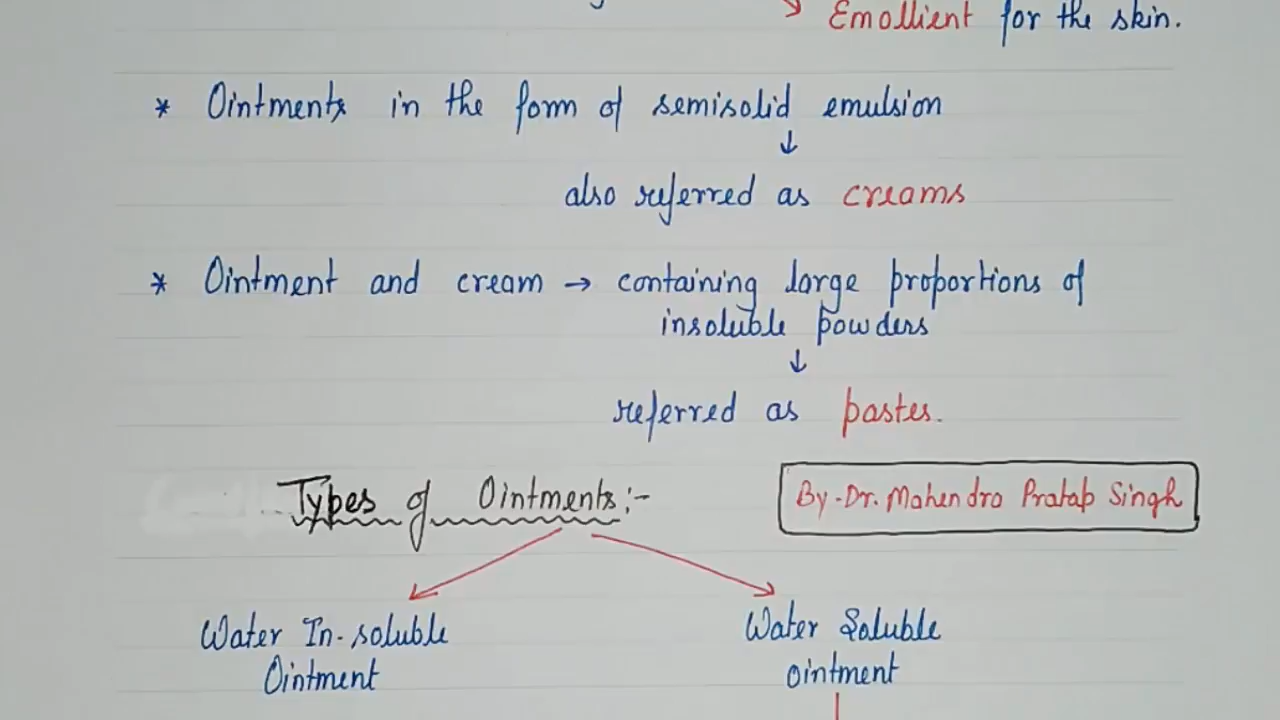 Emollient for the skin.
* Ointments in the form of semisolid emulsion
↓
also referred as creams
* Ointment and cream → containing large proportions of
insoluble powders
↓
referred as pastes.
Types of Ointments:-
By-Dr. Mahendra Pratap Singh
Water In-soluble
Ointment
Water Soluble
ointment